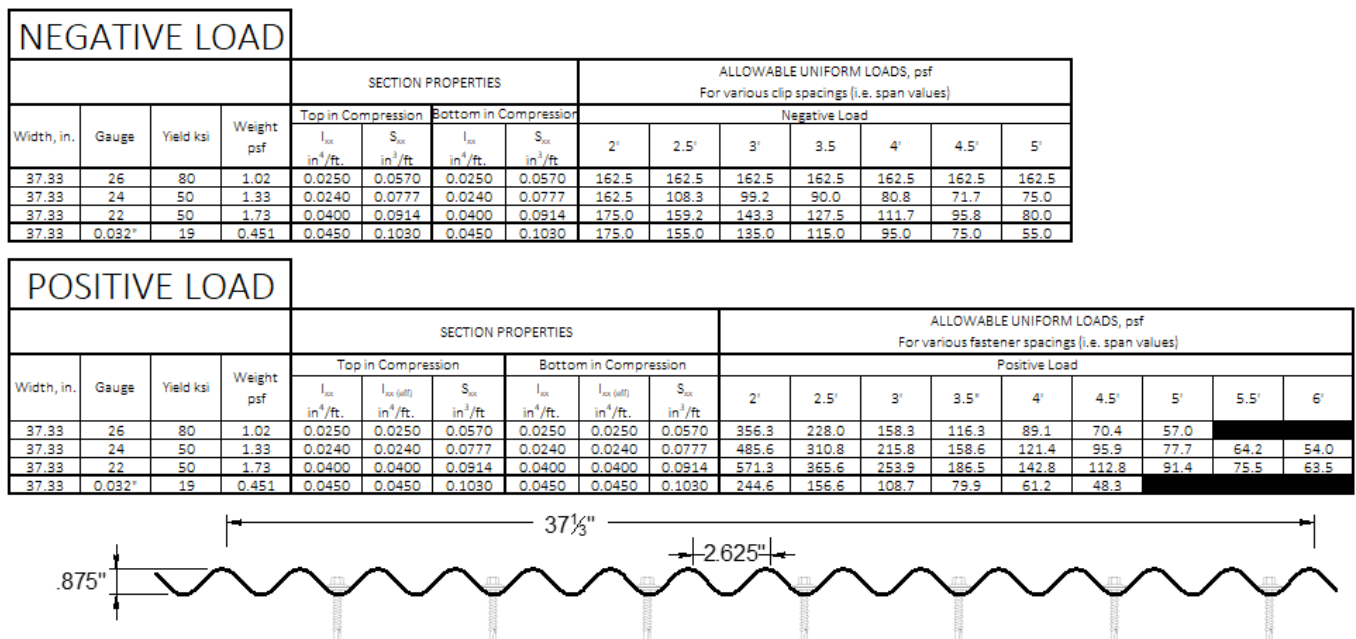 NEGATIVE LOAD
SECTION PROPERTIES
ALLOWABLE UNIFORM LOADS, psf
For various clip spacings (i.e. span values)
Top in Compression Bottom in Compression Negative Load
Width, in. Gauge Yield ksi Weight psf Ixx in⁴/ft. Sxx in³/ft Ixx in⁴/ft. Sxx in³/ft 2' 2.5' 3' 3.5 4' 4.5' 5'
37.33 26 80 1.02 0.0250 0.0570 0.0250 0.0570 162.5 162.5 162.5 162.5 162.5 162.5 162.5
37.33 24 50 1.33 0.0240 0.0777 0.0240 0.0777 162.5 108.3 99.2 90.0 80.8 71.7 75.0
37.33 22 50 1.73 0.0400 0.0914 0.0400 0.0914 175.0 159.2 143.3 127.5 111.7 95.8 80.0
37.33 0.032" 19 0.451 0.0450 0.1030 0.0450 0.1030 175.0 155.0 135.0 115.0 95.0 75.0 55.0
POSITIVE LOAD
SECTION PROPERTIES
ALLOWABLE UNIFORM LOADS, psf
For various fastener spacings (i.e. span values)
Top in Compression Bottom in Compression Positive Load
Width, in. Gauge Yield ksi Weight psf Ixx in⁴/ft. Ixx (eff) in⁴/ft. Sxx in³/ft Ixx in⁴/ft. Ixx (eff) in⁴/ft. Sxx in³/ft 2' 2.5' 3' 3.5" 4' 4.5' 5' 5.5' 6'
37.33 26 80 1.02 0.0250 0.0250 0.0570 0.0250 0.0250 0.0570 356.3 228.0 158.3 116.3 89.1 70.4 57.0
37.33 24 50 1.33 0.0240 0.0240 0.0777 0.0240 0.0240 0.0777 485.6 310.8 215.8 158.6 121.4 95.9 77.7 64.2 54.0
37.33 22 50 1.73 0.0400 0.0400 0.0914 0.0400 0.0400 0.0914 571.3 365.6 253.9 186.5 142.8 112.8 91.4 75.5 63.5
37.33 0.032" 19 0.451 0.0450 0.0450 0.1030 0.0450 0.0450 0.1030 244.6 156.6 108.7 79.9 61.2 48.3
37⅓"
2.625"
.875"